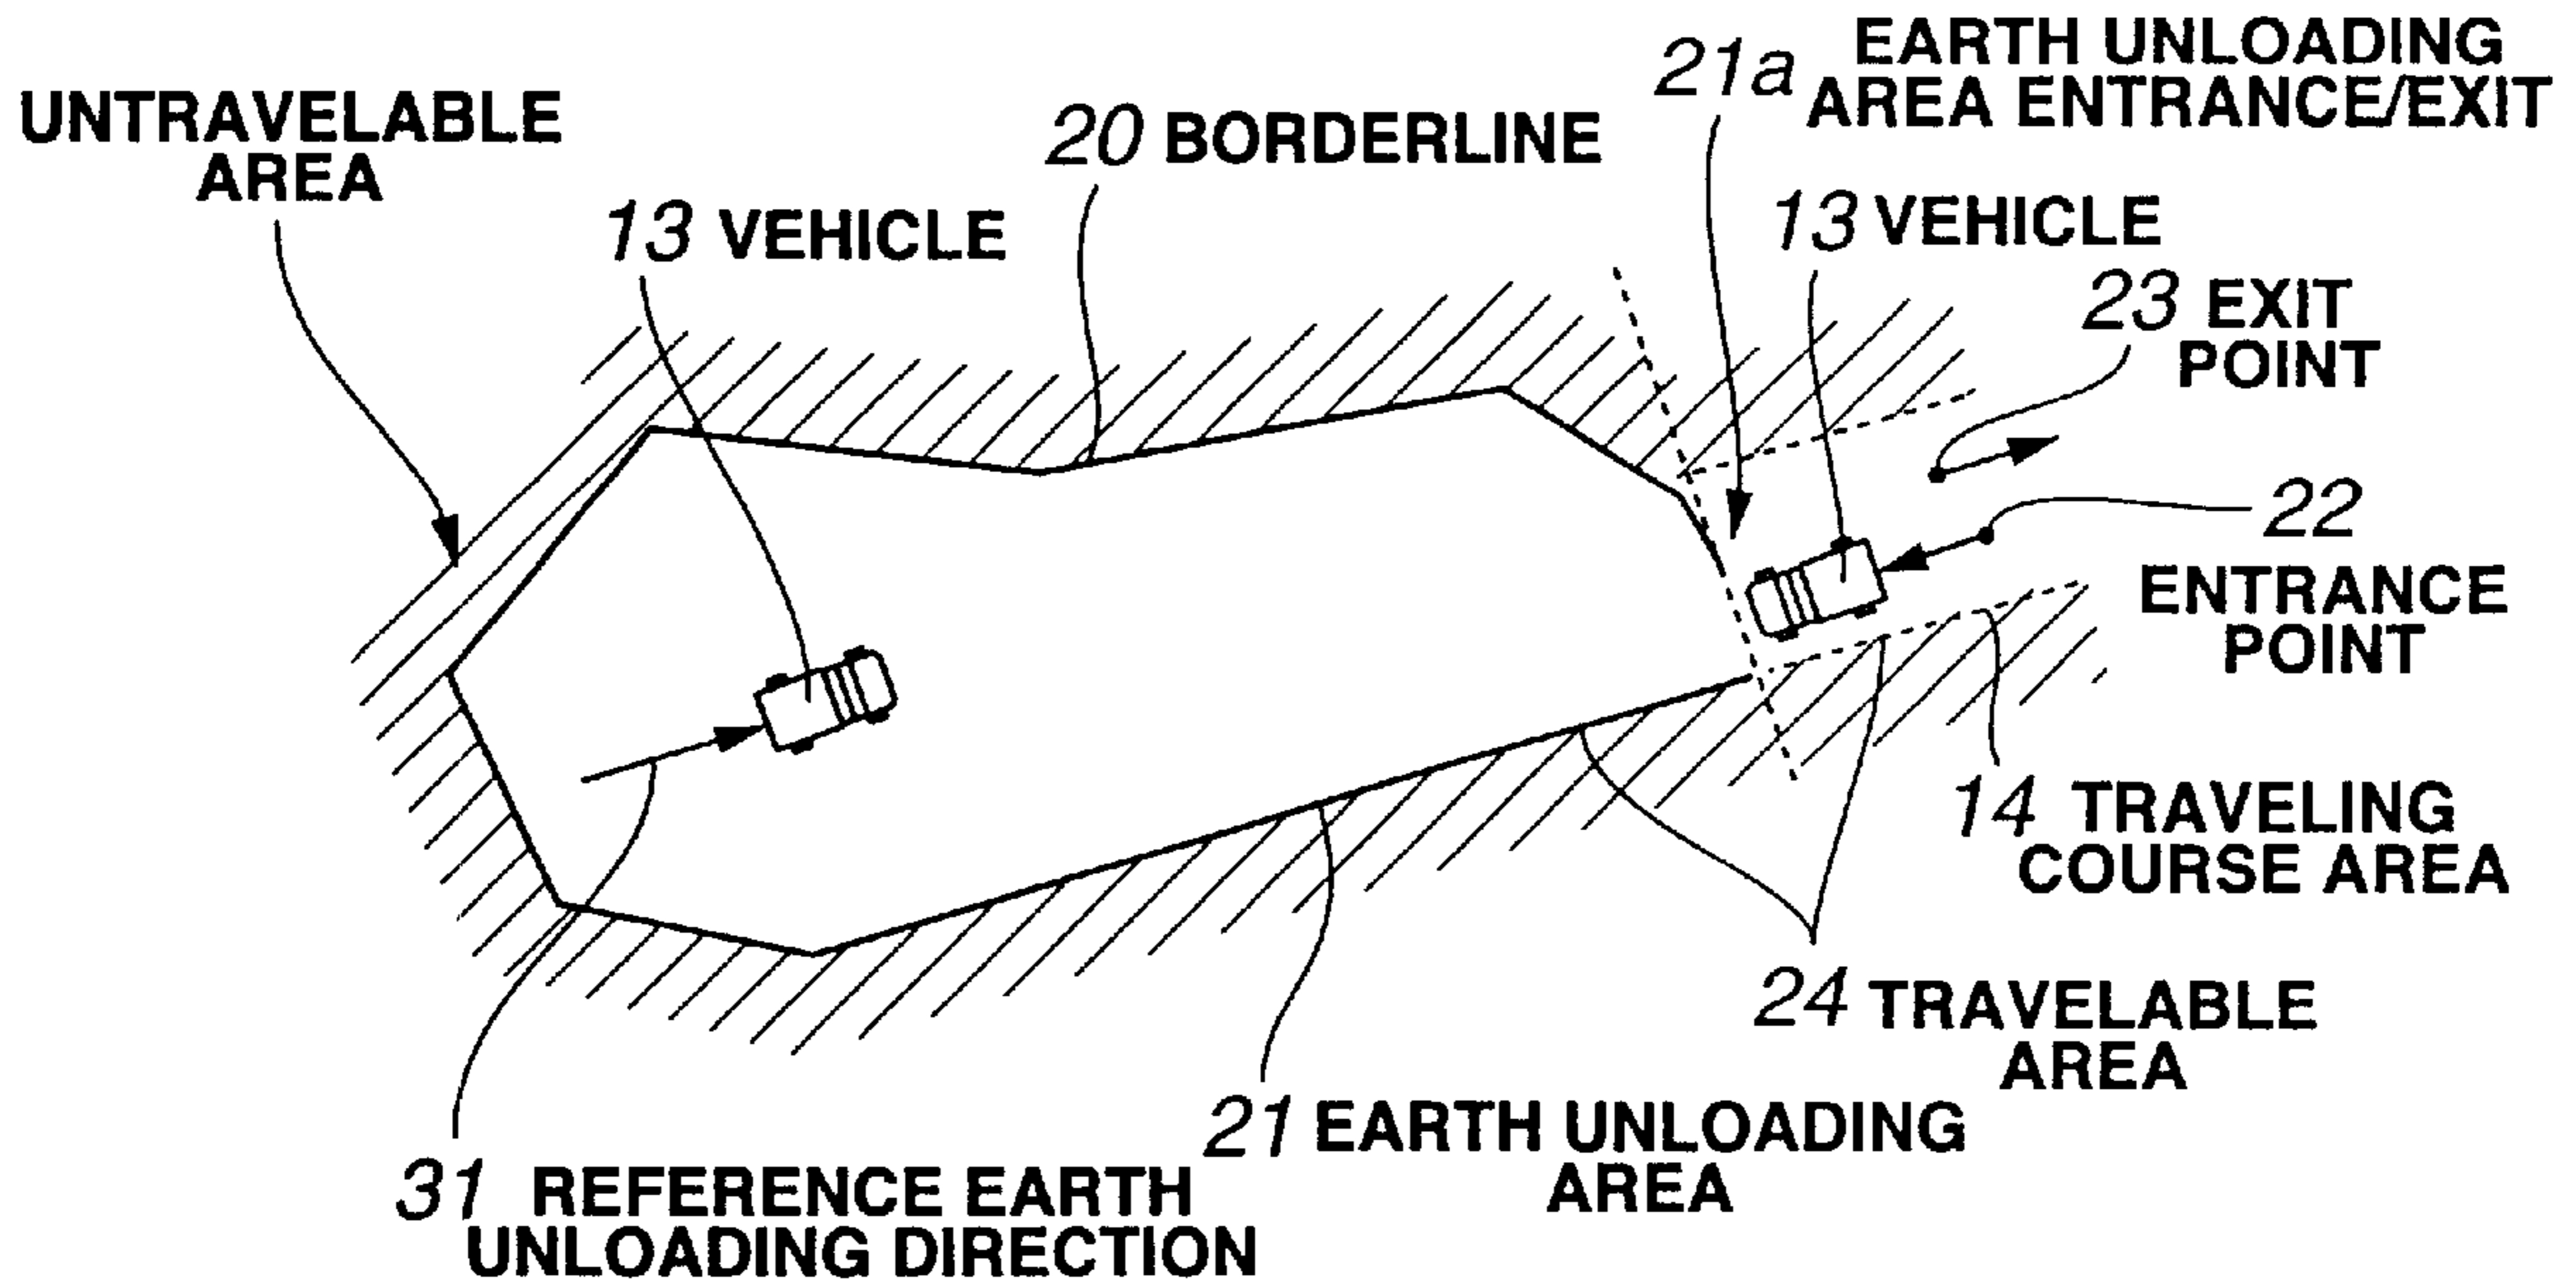 UNTRAVELABLE
AREA
13 VEHICLE
20 BORDERLINE
21a EARTH UNLOADING
AREA ENTRANCE/EXIT
13 VEHICLE
23 EXIT
POINT
22
ENTRANCE
POINT
14 TRAVELING
COURSE AREA
24 TRAVELABLE
AREA
21 EARTH UNLOADING
AREA
31 REFERENCE EARTH
UNLOADING DIRECTION